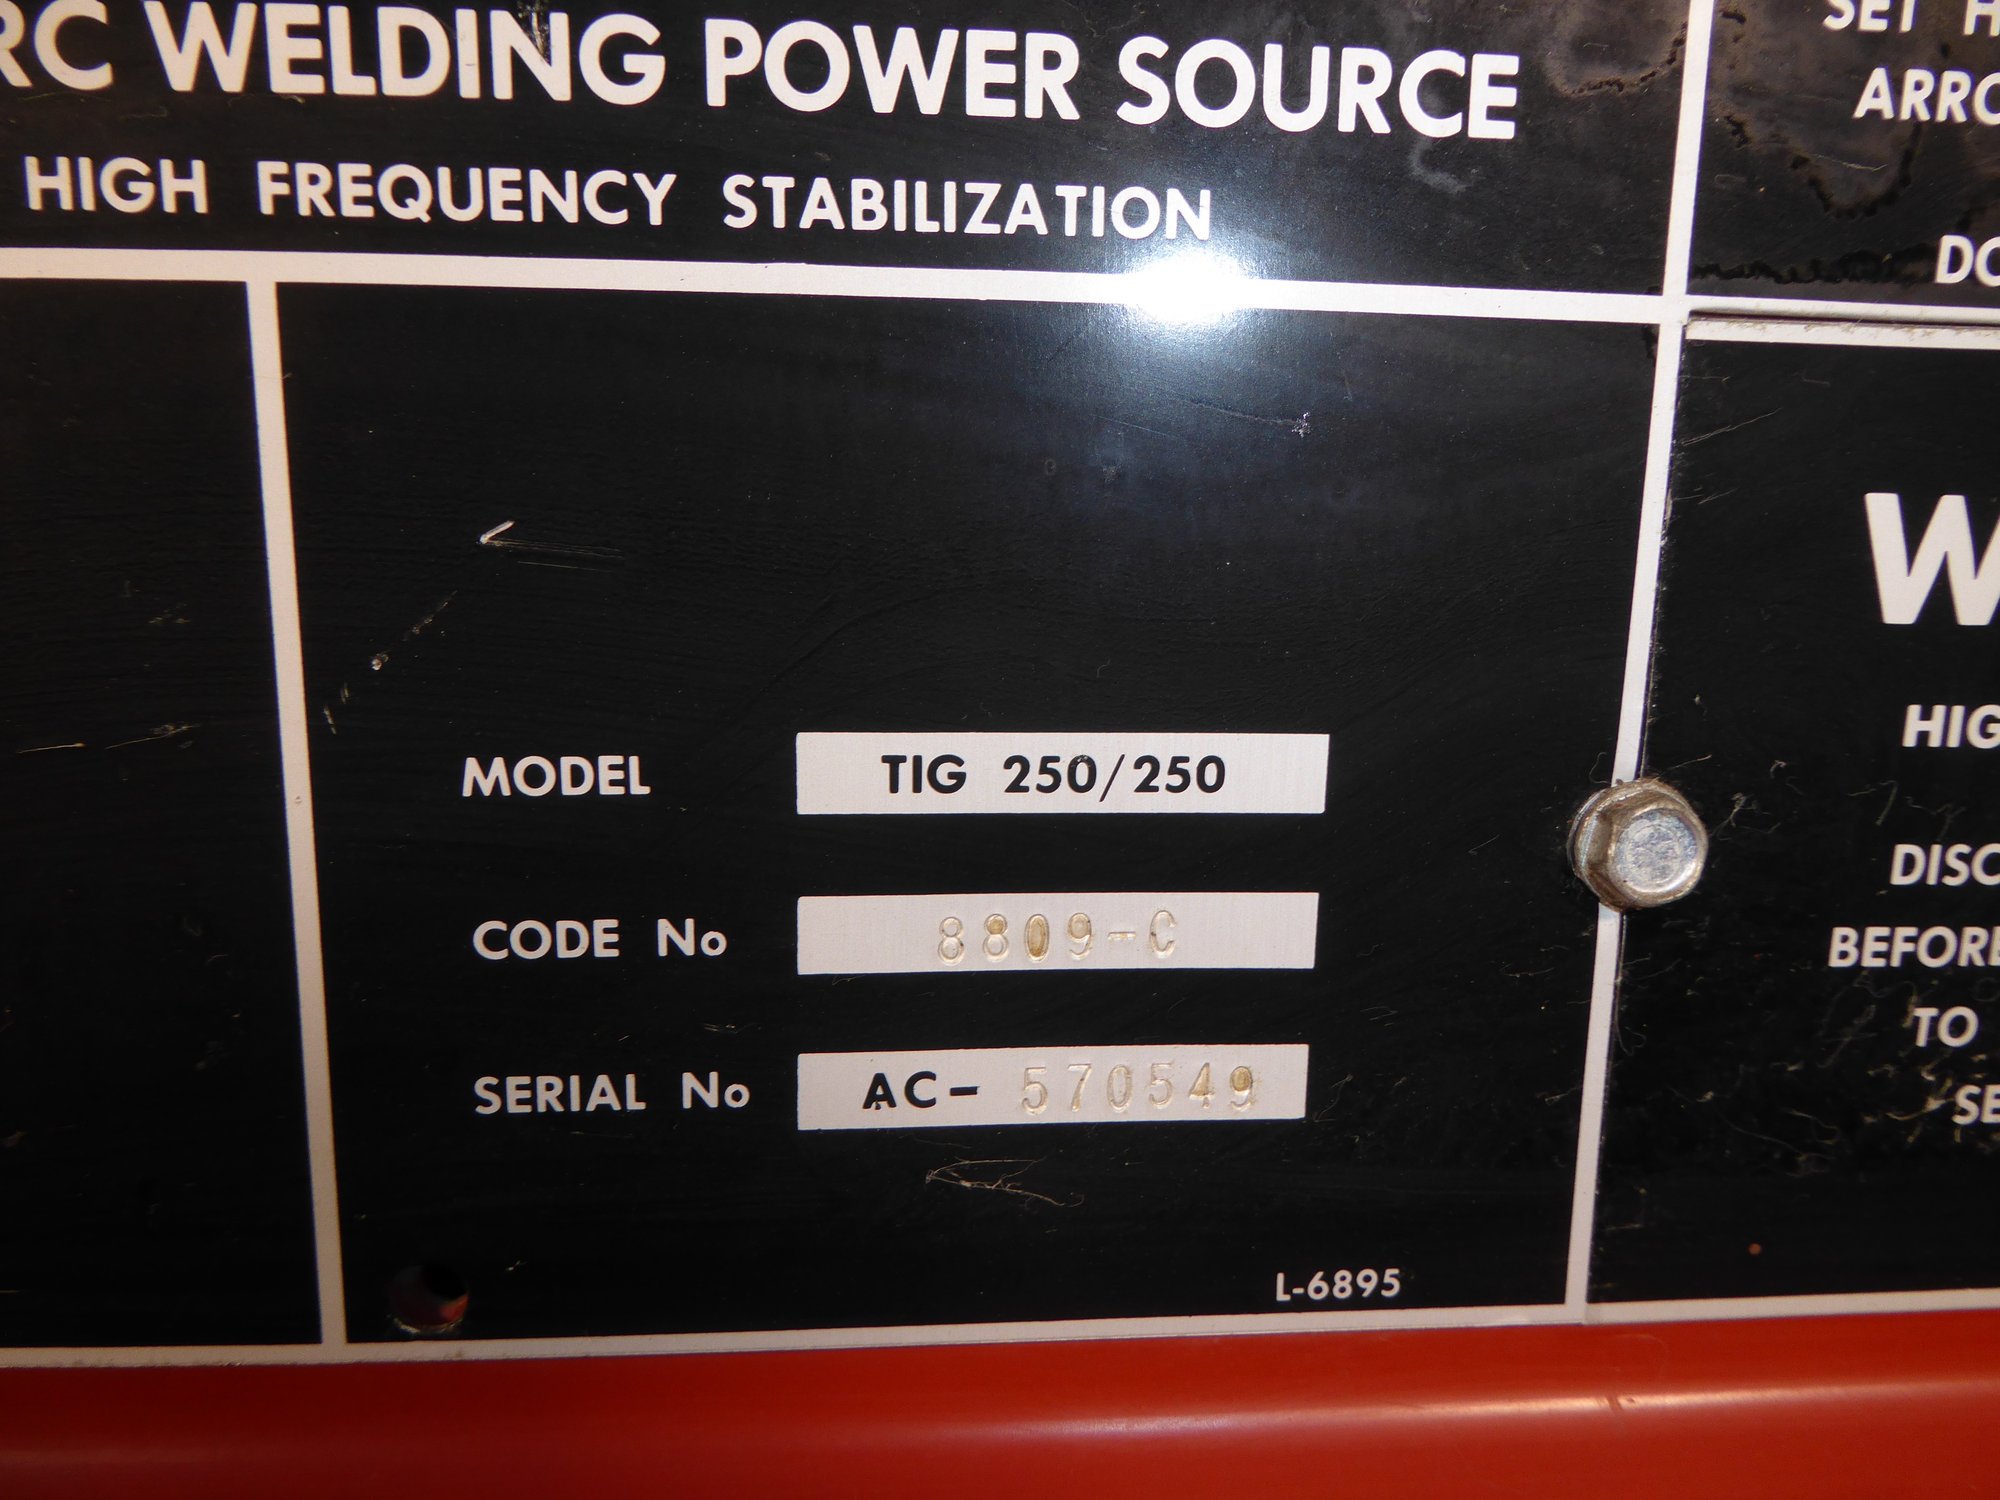 RC WELDING POWER SOURCE
HIGH FREQUENCY STABILIZATION
MODEL TIG 250/250
CODE No 8809-C
SERIAL No AC- 570549
L-6895
SET H
ARRO
DO
W
HIG
DISC
BEFORE
TO
SE